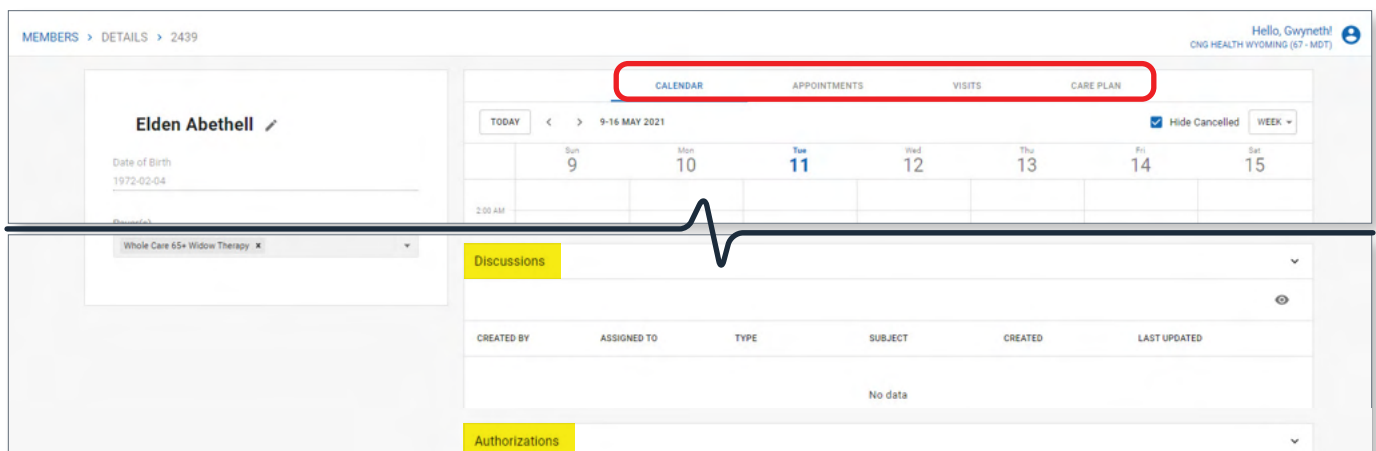 MEMBERS > DETAILS > 2439
Hello, Gwyneth!
CNG HEALTH WYOMING (67 - MDT)
Elden Abethell
Date of Birth
1972-02-04
Payer(s)
Whole Care 65+ Widow Therapy ×
CALENDAR APPOINTMENTS VISITS CARE PLAN
TODAY < > 9-16 MAY 2021 Hide Cancelled WEEK
Sun Mon Tue Wed Thu Fri Sat
9 10 11 12 13 14 15
2:00 AM
Discussions
CREATED BY ASSIGNED TO TYPE SUBJECT CREATED LAST UPDATED
No data
Authorizations